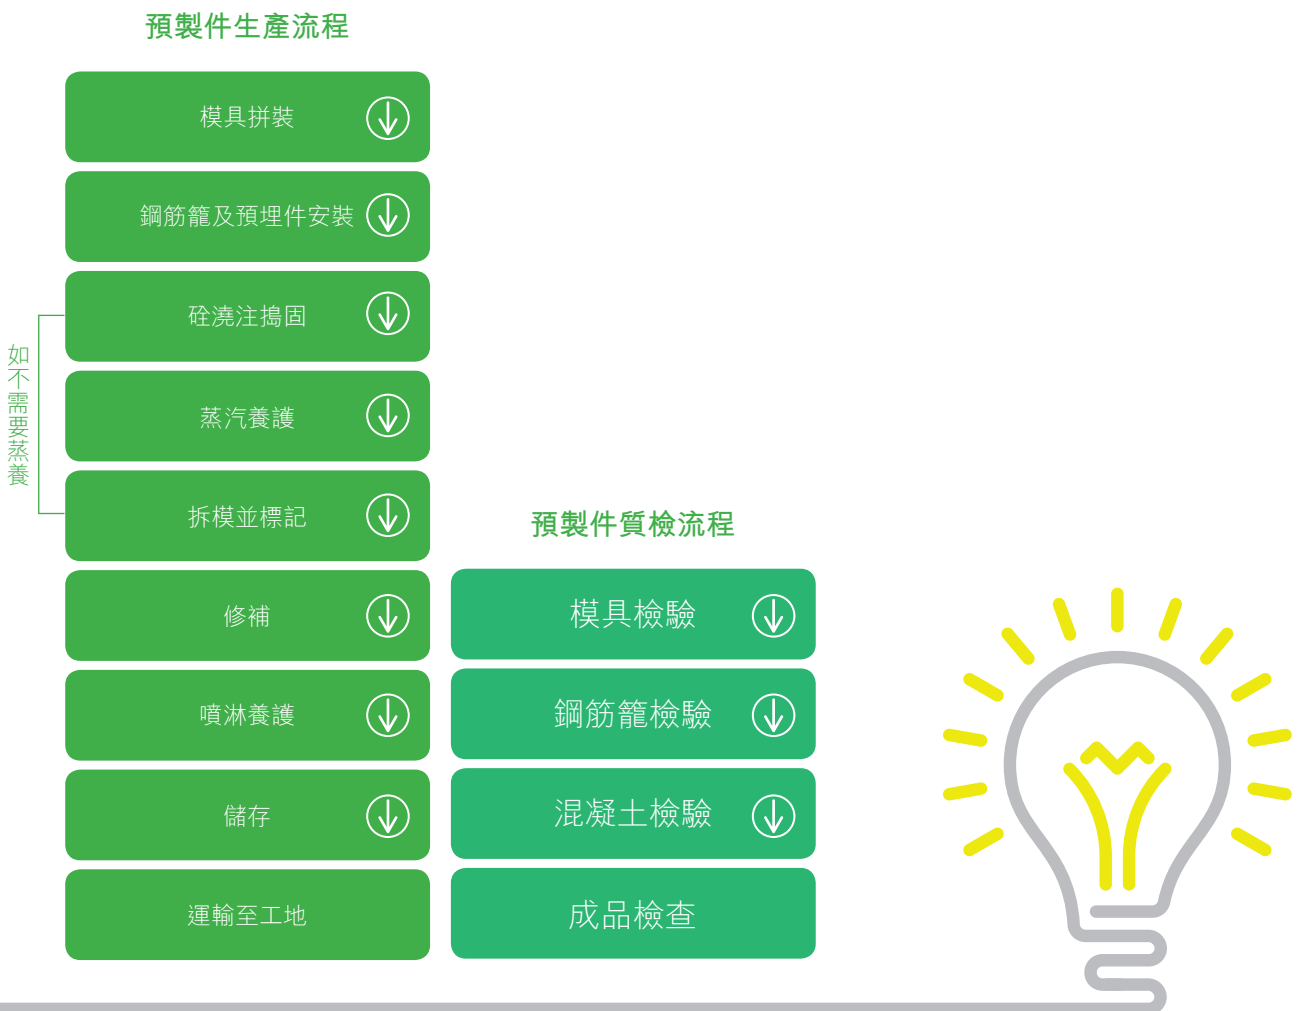 預製件生產流程
模具拼裝
鋼筋籠及預埋件安裝
砼澆注搗固
蒸汽養護
拆模並標記
修補
噴淋養護
儲存
運輸至工地
如不需要蒸養
預製件質檢流程
模具檢驗
鋼筋籠檢驗
混凝土檢驗
成品檢查